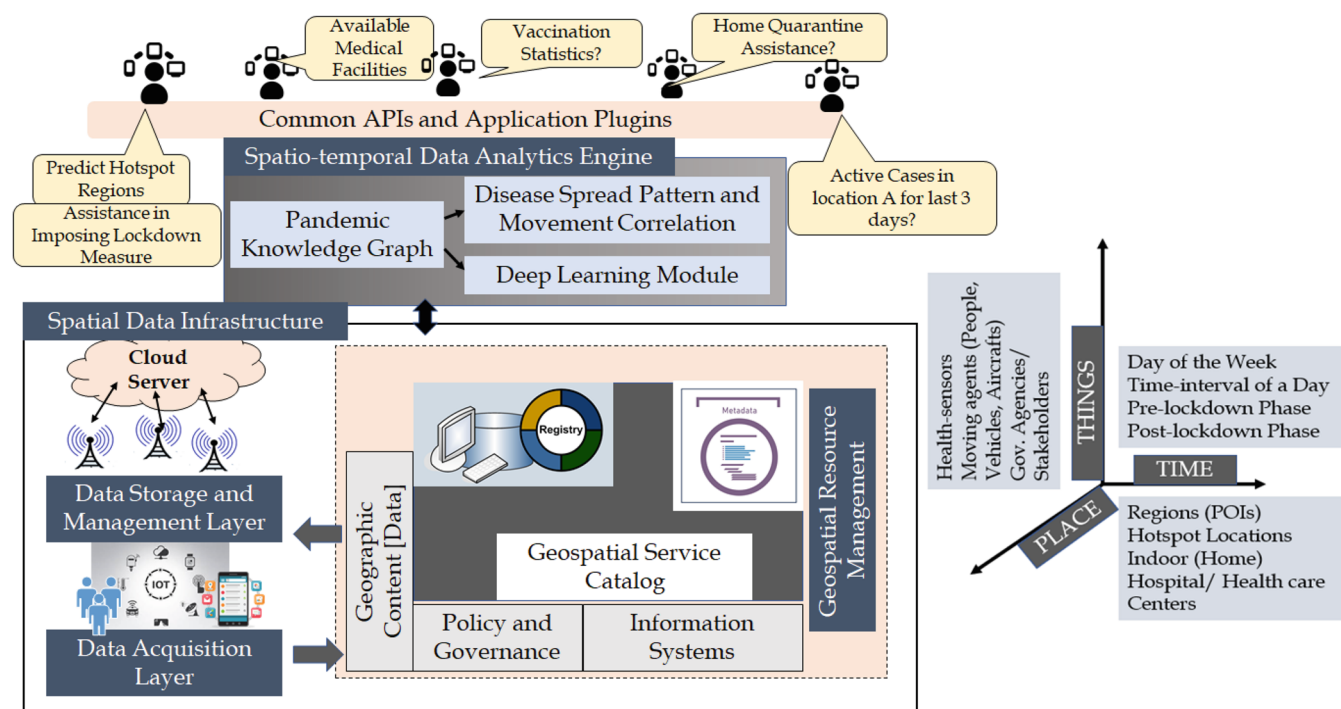 Available
Medical
Facilities
Vaccination
Statistics?
Home Quarantine
Assistance?
Common APIs and Application Plugins
Predict Hotspot
Regions
Assistance in
Imposing Lockdown
Measure
Active Cases in
location A for last 3
days?
Spatio-temporal Data Analytics Engine
Pandemic
Knowledge Graph
Disease Spread Pattern and
Movement Correlation
Deep Learning Module
Spatial Data Infrastructure
Cloud
Server
Data Storage and
Management Layer
IOT
Data Acquisition
Layer
Geographic
Content [Data]
Registry
Metadata
Geospatial Service
Catalog
Policy and
Governance
Information
Systems
Geospatial Resource
Management
Health-sensors
Moving agents (People,
Vehicles, Aircrafts)
Gov. Agencies/
Stakeholders
THINGS
Day of the Week
Time-interval of a Day
Pre-lockdown Phase
Post-lockdown Phase
TIME
PLACE
Regions (POIs)
Hotspot Locations
Indoor (Home)
Hospital/ Health care
Centers